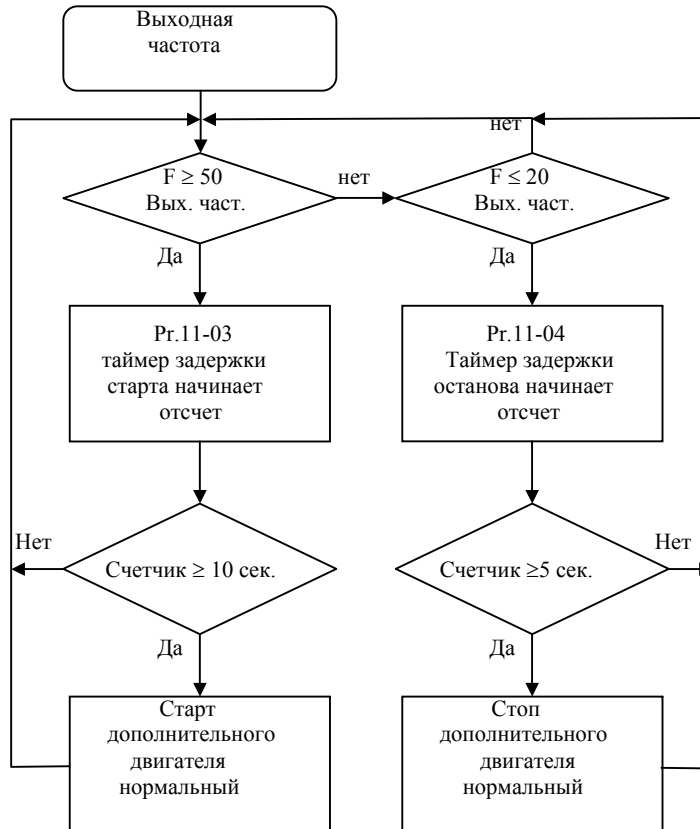 Выходная
частота
нет
F ≥ 50
Вых. част.
нет
F ≤ 20
Вых. част.
Да
Да
Pr.11-03
таймер задержки
старта начинает
отсчет
Pr.11-04
Таймер задержки
останова начинает
отсчет
Нет
Счетчик ≥ 10 сек.
Счетчик ≥5 сек.
Нет
Да
Да
Старт
дополнительного
двигателя
нормальный
Стоп
дополнительного
двигателя
нормальный